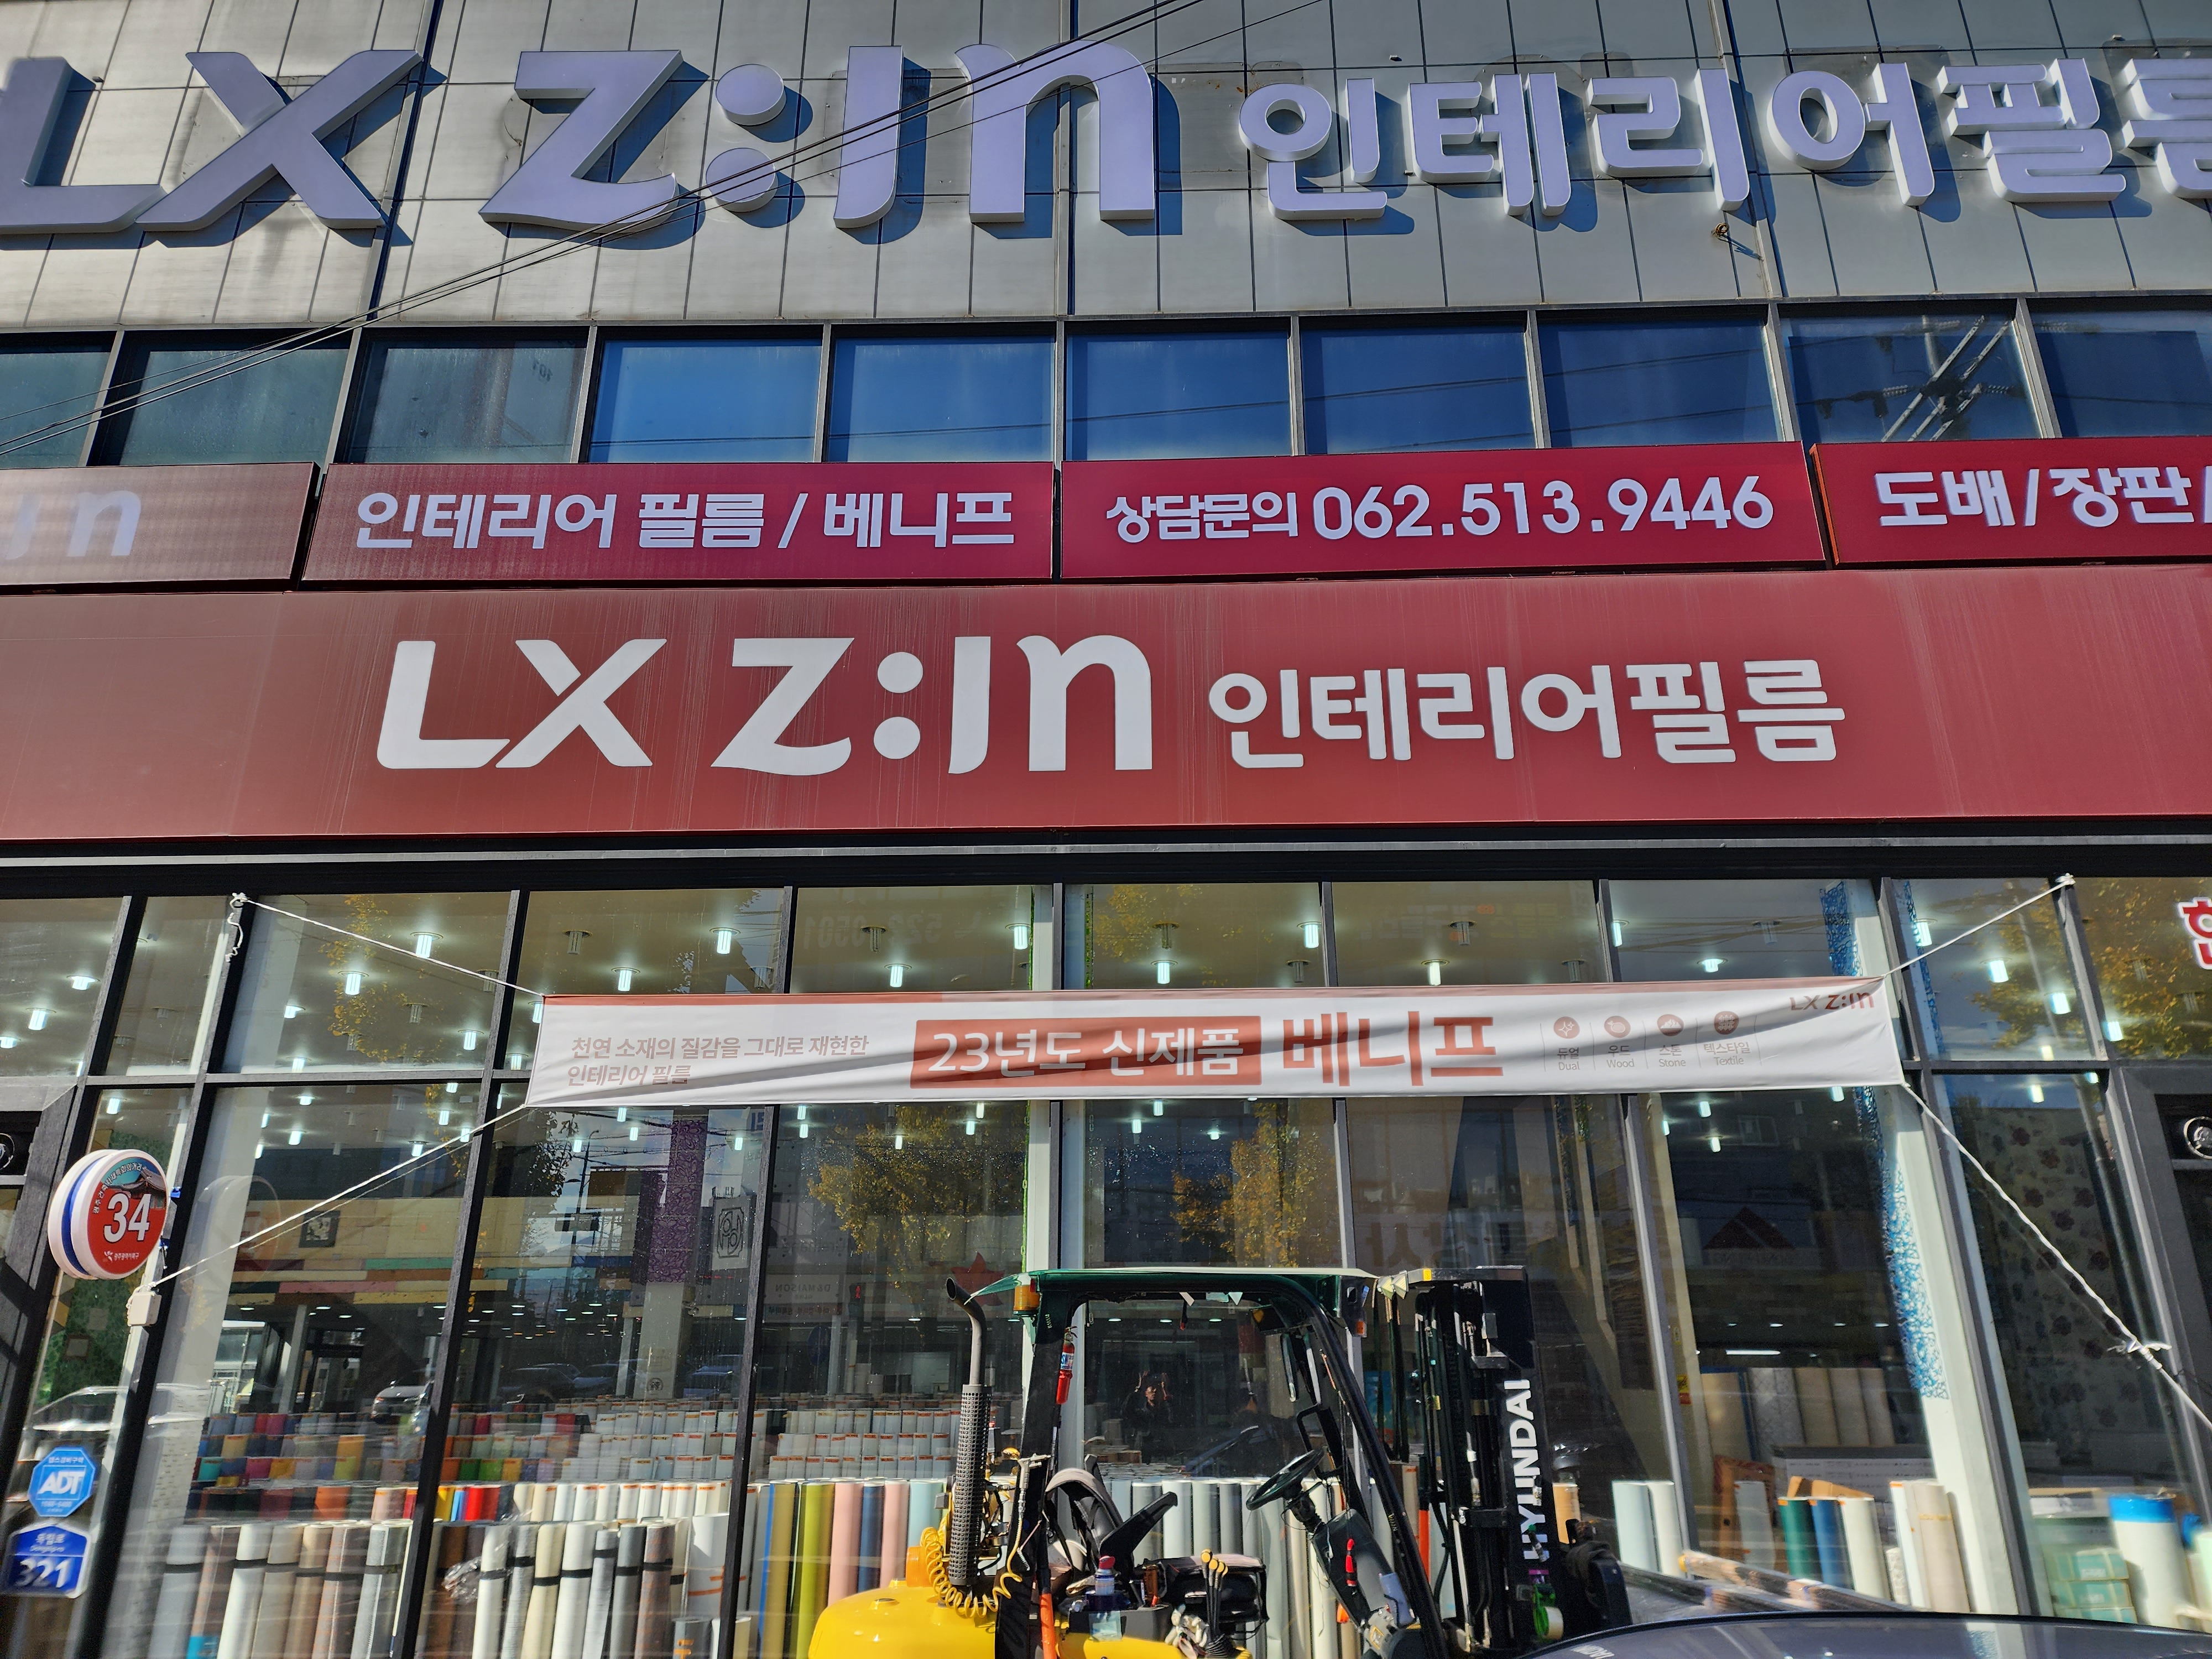 LX Z:IN 인테리어필름
인테리어 필름 / 베니프
상담문의 062.513.9446
도배 / 장판 /
LX Z:IN 인테리어필름
LX Z:IN
천연 소재의 질감을 그대로 재현한
인테리어 필름
23년도 신제품 베니프
듀얼
Dual
우드
Wood
스톤
Stone
텍스타일
Textile
34
ADT
321
HYUNDAI